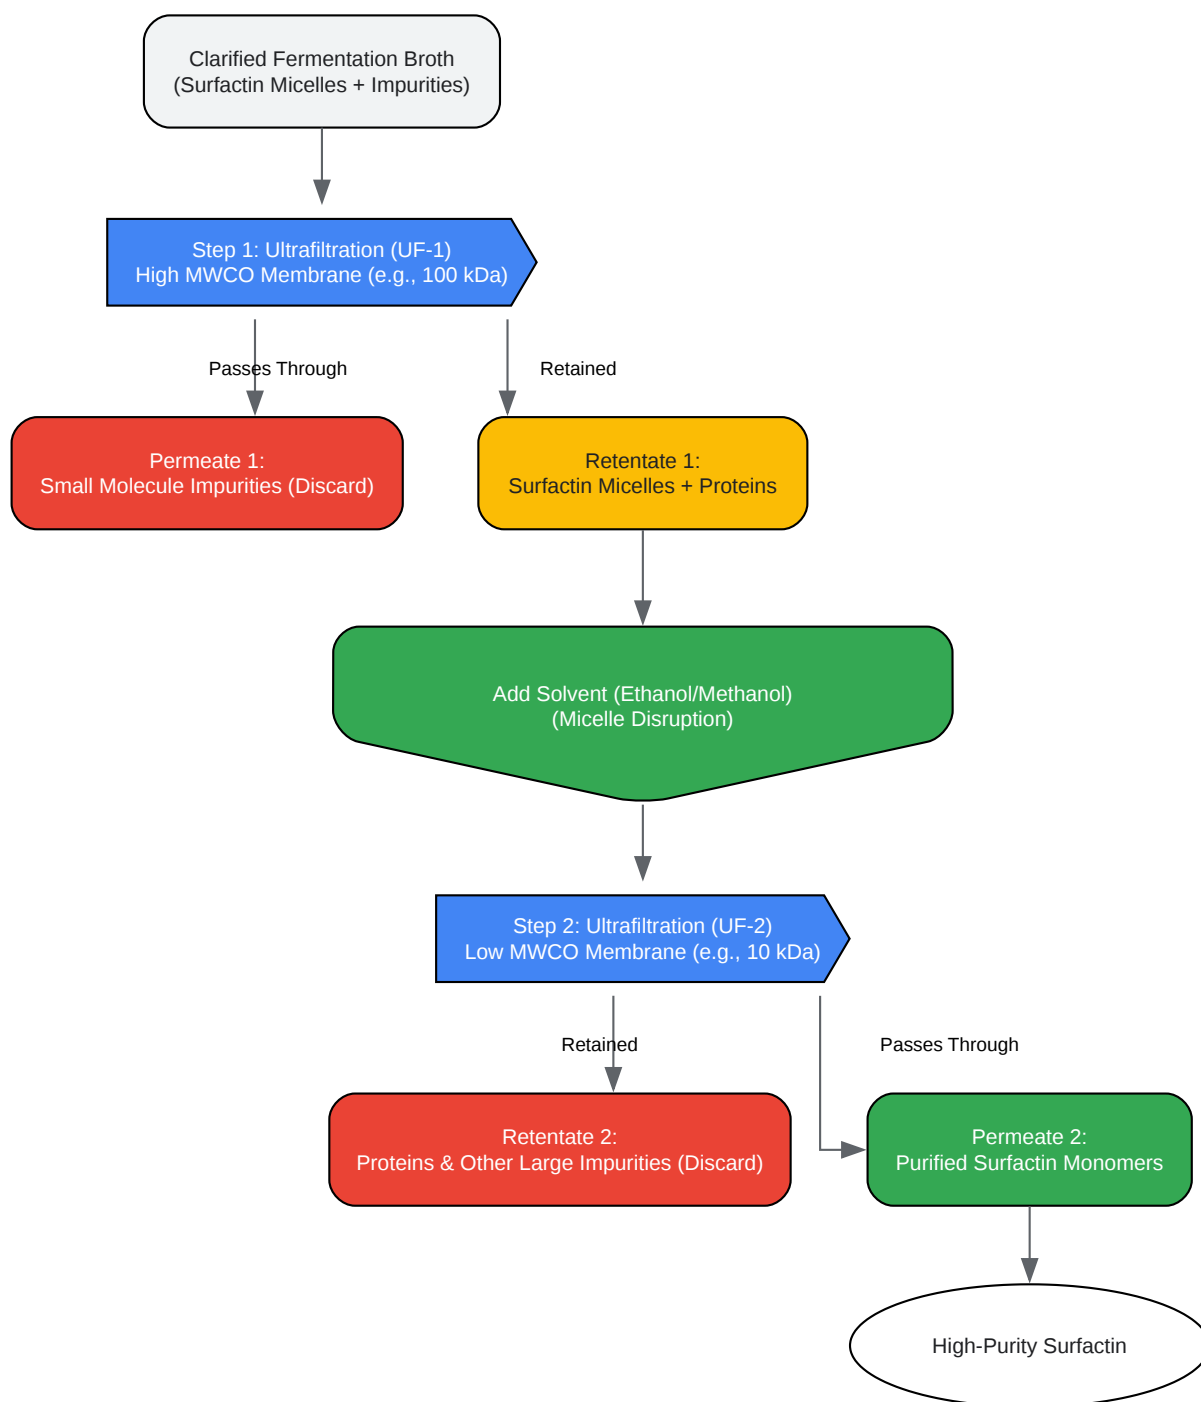 Clarified Fermentation Broth
(Surfactin Micelles + Impurities)
Step 1: Ultrafiltration (UF-1)
High MWCO Membrane (e.g., 100 kDa)
Passes Through
Retained
Permeate 1:
Small Molecule Impurities (Discard)
Retentate 1:
Surfactin Micelles + Proteins
Add Solvent (Ethanol/Methanol)
(Micelle Disruption)
Step 2: Ultrafiltration (UF-2)
Low MWCO Membrane (e.g., 10 kDa)
Retained
Passes Through
Retentate 2:
Proteins & Other Large Impurities (Discard)
Permeate 2:
Purified Surfactin Monomers
High-Purity Surfactin